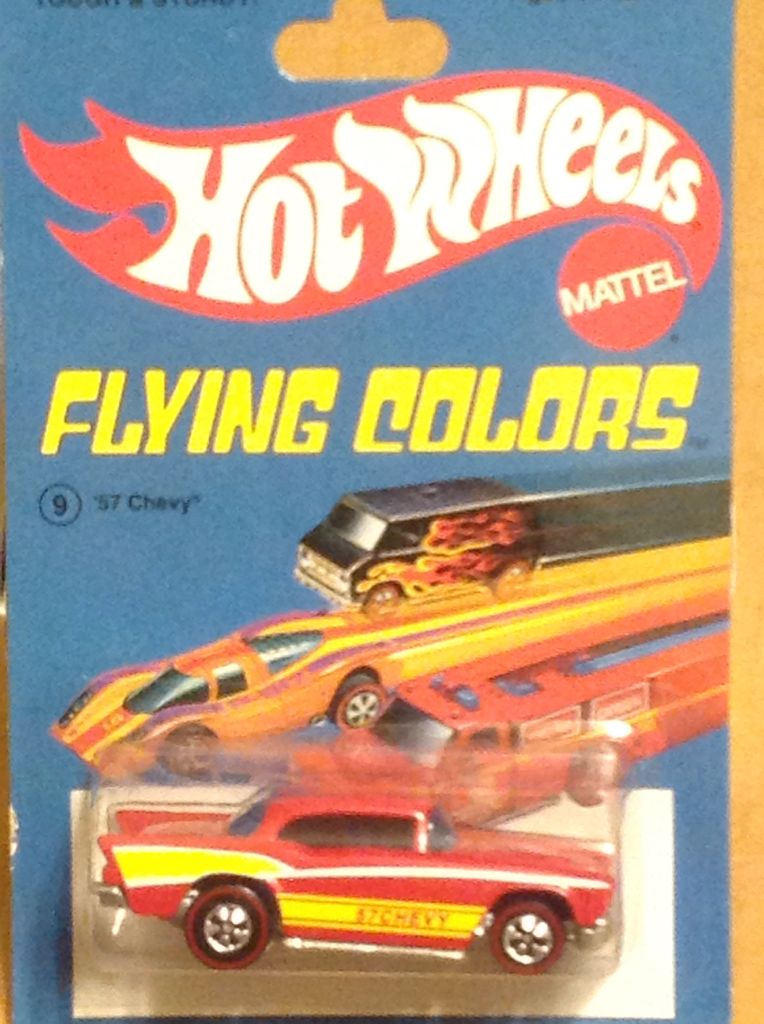 HOT WHEELS
MATTEL
FLYING COLORS
9 '57 Chevy*
57 CHEVY